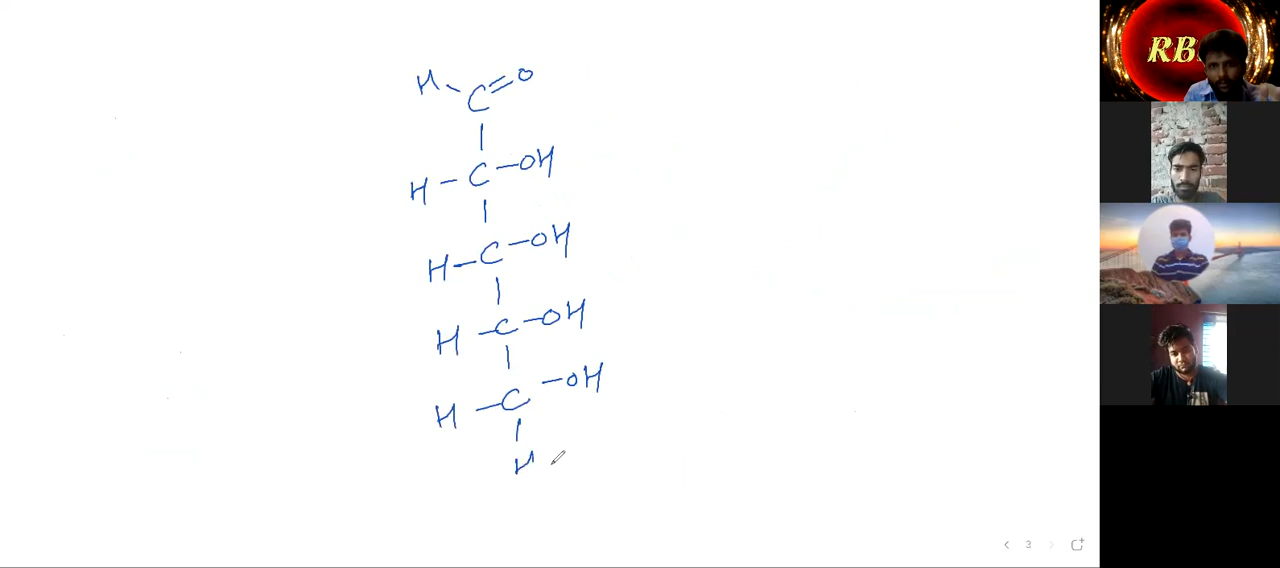 H - C = O
H - C - OH
H - C - OH
H - C - OH
H - C - OH
H
RB
3